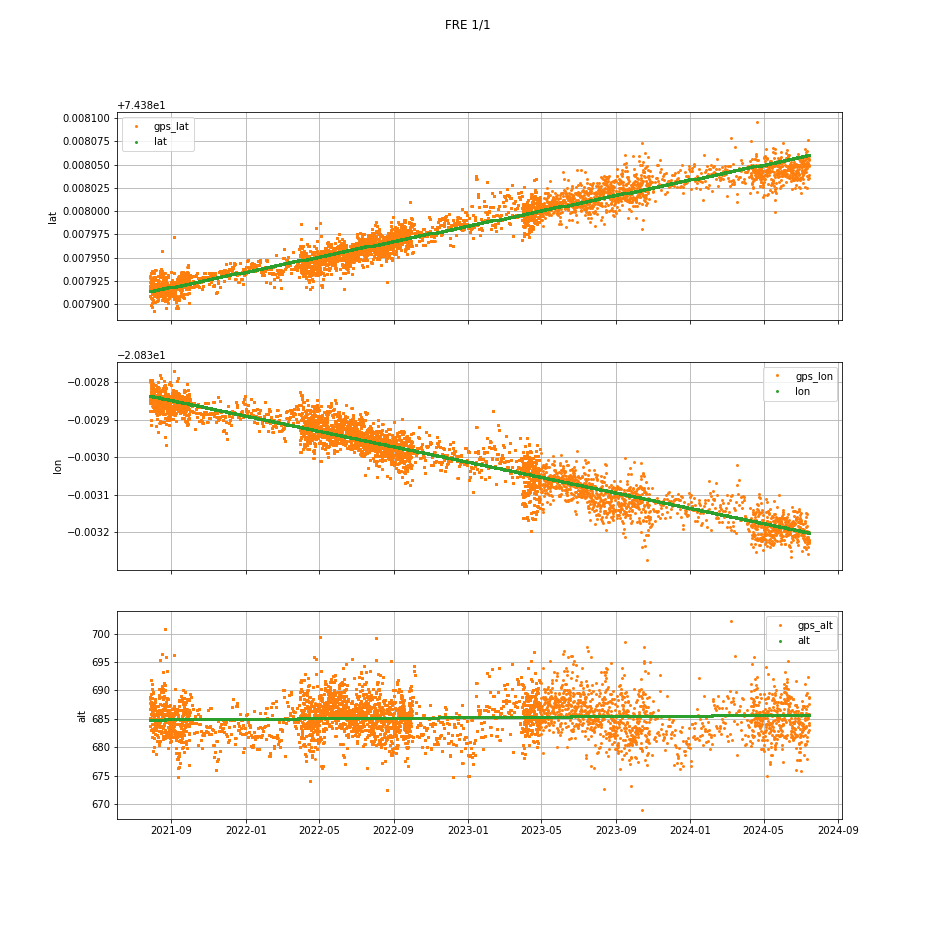 FRE 1/1
+7.438e1
0.008100
0.008075
0.008050
0.008025
0.008000
0.007975
0.007950
0.007925
0.007900
lat
gps_lat
lat
−2.083e1
−0.0028
−0.0029
−0.0030
−0.0031
−0.0032
lon
gps_lon
lon
700
695
690
685
680
675
670
alt
gps_alt
alt
2021-09 2022-01 2022-05 2022-09 2023-01 2023-05 2023-09 2024-01 2024-05 2024-09